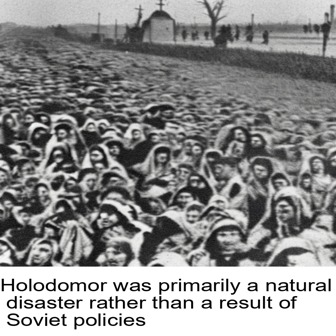 Holodomor was primarily a natural
disaster rather than a result of
Soviet policies